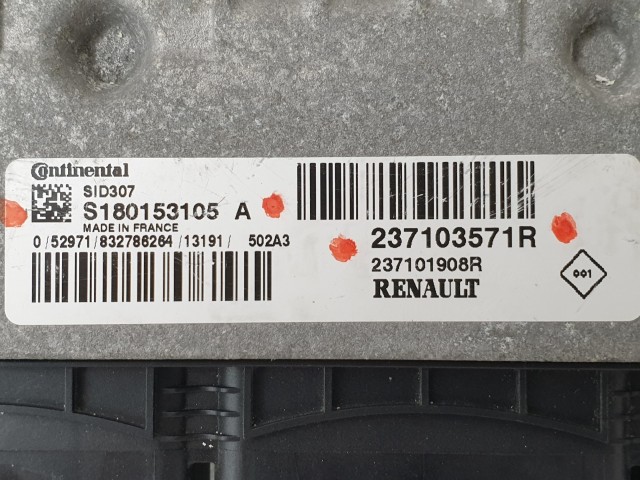 Continental
SID307
S180153105 A
MADE IN FRANCE
0/52971/832786264/13191/ 502A3
237103571R
237101908R
RENAULT
001